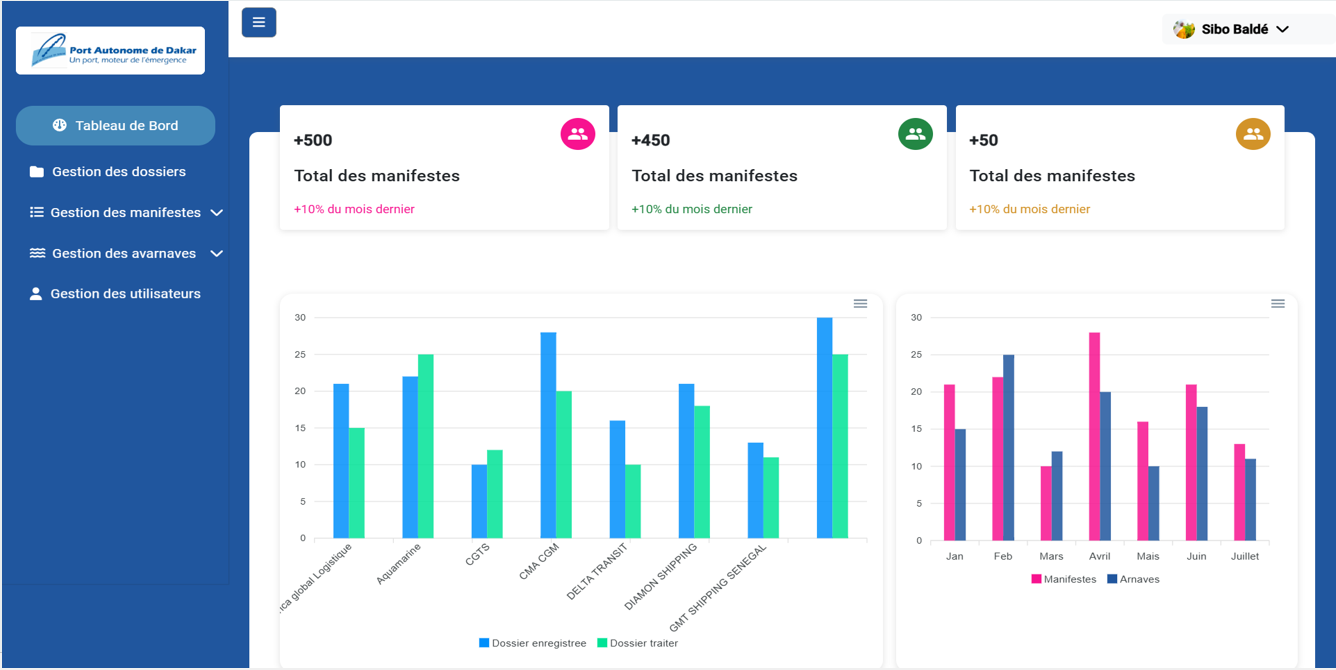 Port Autonome de Dakar
Un port, moteur de l'émergence
Sibo Baldé
Tableau de Bord
Gestion des dossiers
Gestion des manifestes
Gestion des avarnaves
Gestion des utilisateurs
+500
Total des manifestes
+10% du mois dernier
+450
Total des manifestes
+10% du mois dernier
+50
Total des manifestes
+10% du mois dernier
30
25
20
15
10
5
0
ica global Logistique
Aquamarine
CGTS
CMA CGM
DELTA TRANSIT
DIAMON SHIPPING
GMT SHIPPING SENEGAL
Dossier enregistree
Dossier traiter
30
25
20
15
10
5
0
Jan
Feb
Mars
Avril
Mais
Juin
Juillet
Manifestes
Arnaves